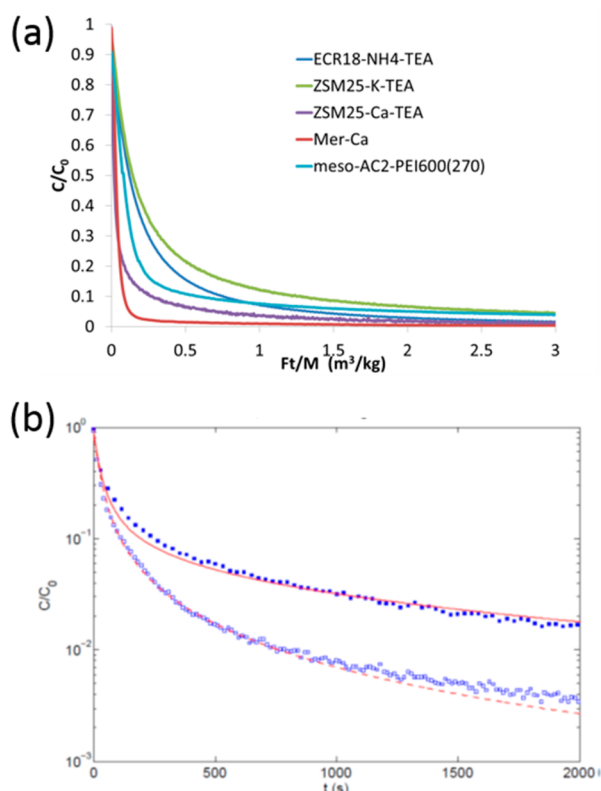 (a)
1
0.9
0.8
0.7
0.6
0.5
0.4
0.3
0.2
0.1
0
C/C0
ECR18-NH4-TEA
ZSM25-K-TEA
ZSM25-Ca-TEA
Mer-Ca
meso-AC2-PEI600(270)
0 0.5 1 1.5 2 2.5 3
Ft/M (m³/kg)
(b)
10⁰
10⁻¹
10⁻²
10⁻³
C/C0
0 500 1000 1500 2000
t (s)